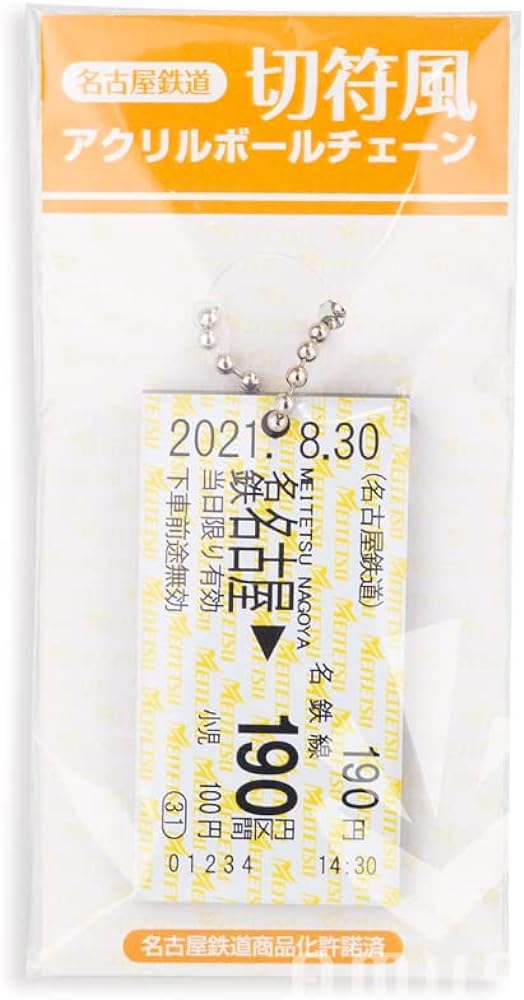 名古屋鉄道
切符風
アクリルボールチェーン
2021.-8.30
(名古屋鉄道)
MEITETSU NAGOYA
名鉄名古屋▶
当日限り有効
下車前途無効
名鉄線 190円
190円区間
小児 100円
㉛
01234
14:30
METETSU
名古屋鉄道商品化許諾済